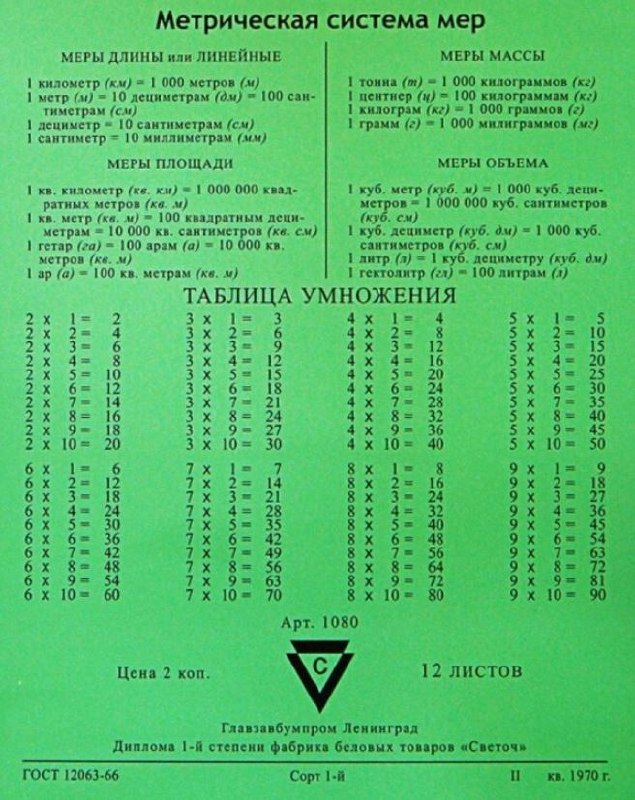 Метрическая система мер
МЕРЫ ДЛИНЫ или ЛИНЕЙНЫЕ
1 километр (км) = 1 000 метров (м)
1 метр (м) = 10 дециметрам (дм) = 100 сан-
тиметрам (см)
1 дециметр = 10 сантиметрам (см)
1 сантиметр = 10 миллиметрам (мм)
МЕРЫ ПЛОЩАДИ
1 кв. километр (кв. км) = 1 000 000 квад-
ратных метров (кв. м)
1 кв. метр (кв. м) = 100 квадратным деци-
метрам = 10 000 кв. сантиметров (кв. см)
1 гетар (га) = 100 арам (а) = 10 000 кв.
метров (кв. м)
1 ар (а) = 100 кв. метрам (кв. м)
МЕРЫ МАССЫ
1 тонна (т) = 1 000 килограммов (кг)
1 центнер (ц) = 100 килограммам (кг)
1 килограм (кг) = 1 000 граммов (г)
1 грамм (г) = 1 000 милиграммов (мг)
МЕРЫ ОБЪЕМА
1 куб. метр (куб. м) = 1 000 куб. деци-
метров = 1 000 000 куб. сантиметров
(куб. см)
1 куб. дециметр (куб. дм) = 1 000 куб.
сантиметров (куб. см)
1 литр (л) = 1 куб. дециметру (куб. дм)
1 гектолитр (гл) = 100 литрам (л)
ТАБЛИЦА УМНОЖЕНИЯ
2 х 1 = 2 3 х 1 = 3 4 х 1 = 4 5 х 1 = 5
2 х 2 = 4 3 х 2 = 6 4 х 2 = 8 5 х 2 = 10
2 х 3 = 6 3 х 3 = 9 4 х 3 = 12 5 х 3 = 15
2 х 4 = 8 3 х 4 = 12 4 х 4 = 16 5 х 4 = 20
2 х 5 = 10 3 х 5 = 15 4 х 5 = 20 5 х 5 = 25
2 х 6 = 12 3 х 6 = 18 4 х 6 = 24 5 х 6 = 30
2 х 7 = 14 3 х 7 = 21 4 х 7 = 28 5 х 7 = 35
2 х 8 = 16 3 х 8 = 24 4 х 8 = 32 5 х 8 = 40
2 х 9 = 18 3 х 9 = 27 4 х 9 = 36 5 х 9 = 45
2 х 10 = 20 3 х 10 = 30 4 х 10 = 40 5 х 10 = 50
6 х 1 = 6 7 х 1 = 7 8 х 1 = 8 9 х 1 = 9
6 х 2 = 12 7 х 2 = 14 8 х 2 = 16 9 х 2 = 18
6 х 3 = 18 7 х 3 = 21 8 х 3 = 24 9 х 3 = 27
6 х 4 = 24 7 х 4 = 28 8 х 4 = 32 9 х 4 = 36
6 х 5 = 30 7 х 5 = 35 8 х 5 = 40 9 х 5 = 45
6 х 6 = 36 7 х 6 = 42 8 х 6 = 48 9 х 6 = 54
6 х 7 = 42 7 х 7 = 49 8 х 7 = 56 9 х 7 = 63
6 х 8 = 48 7 х 8 = 56 8 х 8 = 64 9 х 8 = 72
6 х 9 = 54 7 х 9 = 63 8 х 9 = 72 9 х 9 = 81
6 х 10 = 60 7 х 10 = 70 8 х 10 = 80 9 х 10 = 90
Арт. 1080
Цена 2 коп. С 12 ЛИСТОВ
Главзавбумпром Ленинград
Диплома 1-й степени фабрика беловых товаров «Светоч»
ГОСТ 12063-66 Сорт 1-й II кв. 1970 г.